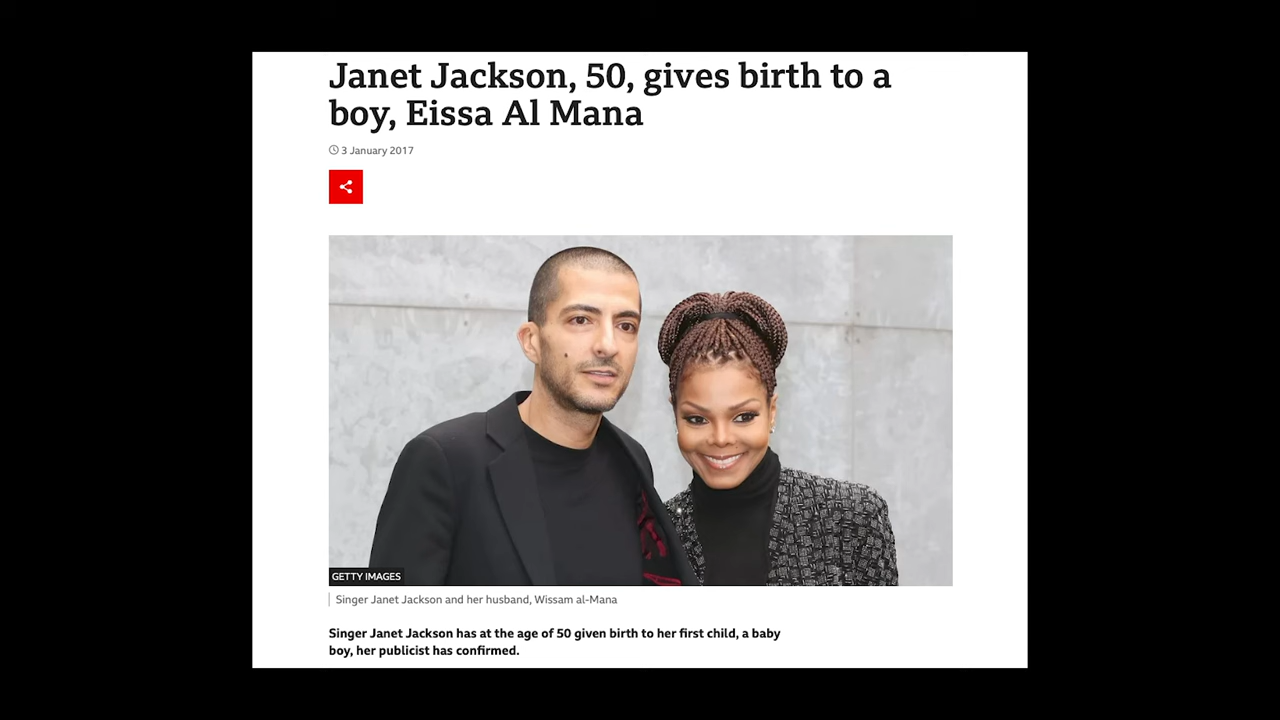 Janet Jackson, 50, gives birth to a
boy, Eissa Al Mana
3 January 2017
GETTY IMAGES
Singer Janet Jackson and her husband, Wissam al-Mana
Singer Janet Jackson has at the age of 50 given birth to her first child, a baby
boy, her publicist has confirmed.